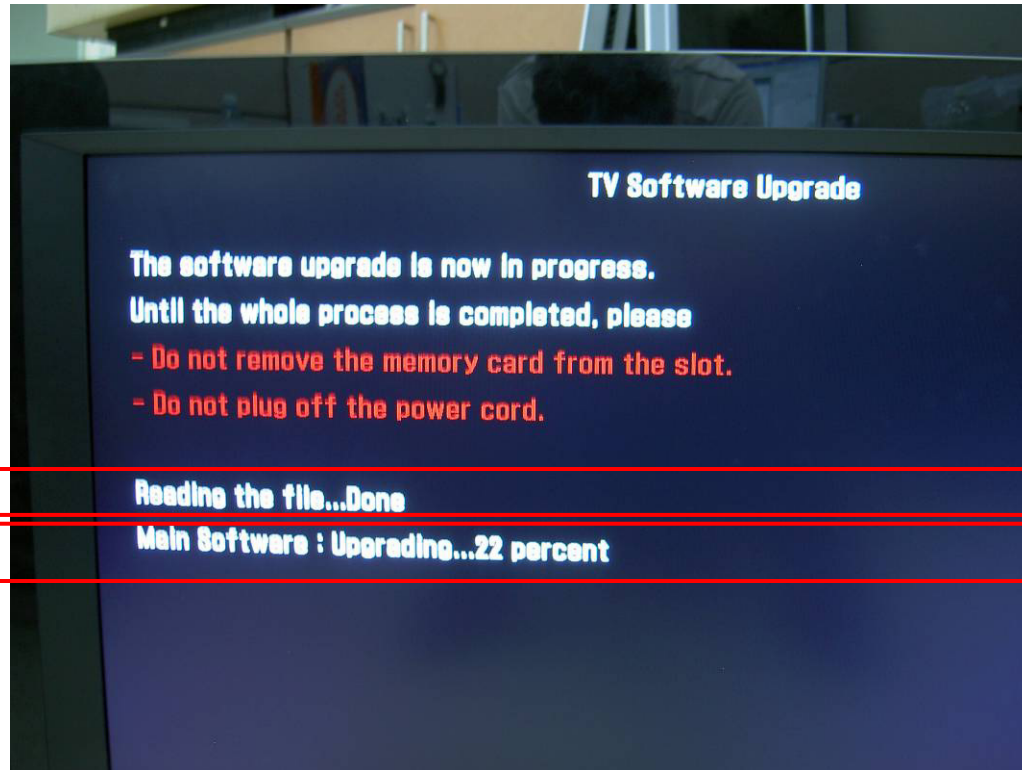 TV Software Upgrade
The software upgrade is now in progress.
Until the whole process is completed, please
- Do not remove the memory card from the slot.
- Do not plug off the power cord.
Reading the file...Done
Main Software : Upgrading...22 percent